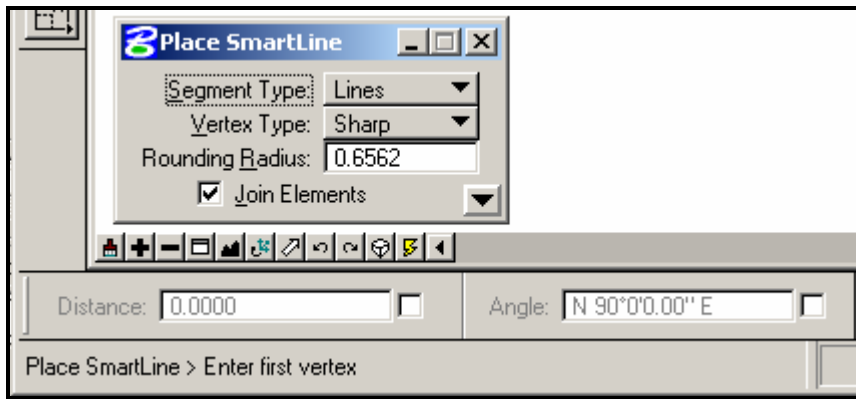 Place SmartLine
Segment Type: Lines
Vertex Type: Sharp
Rounding Radius: 0.6562
Join Elements
Distance: 0.0000 Angle: N 90°0'0.00" E
Place SmartLine > Enter first vertex